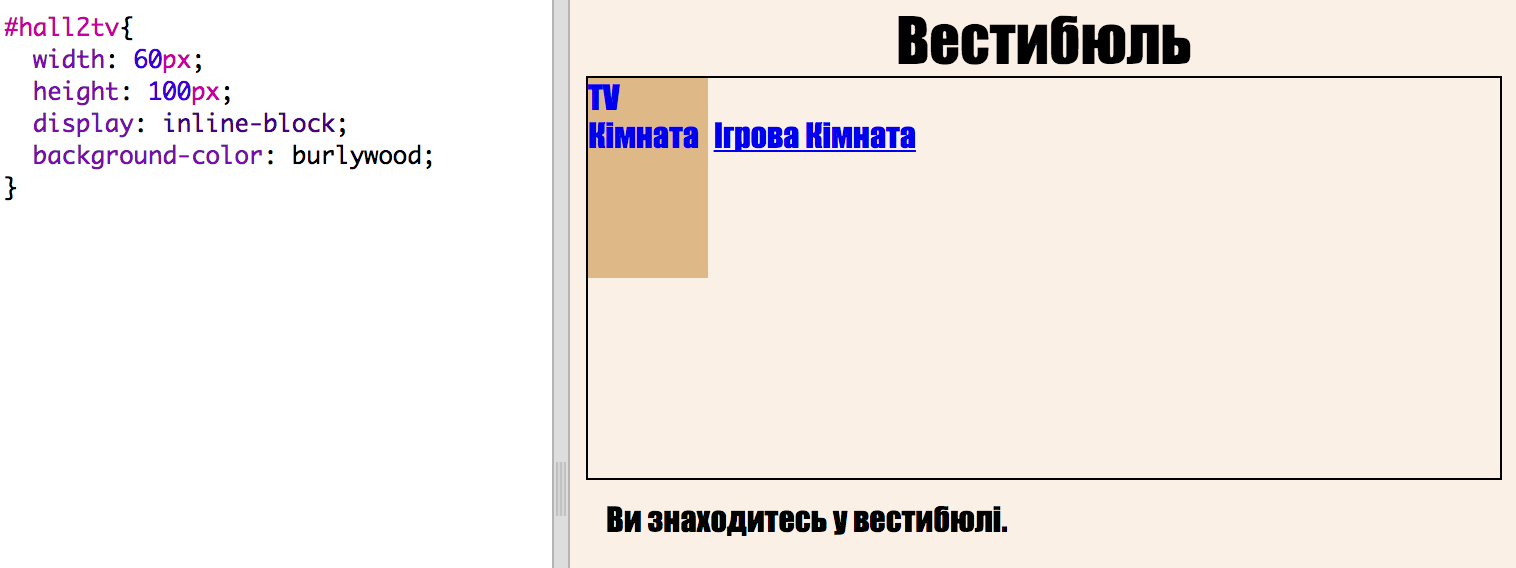 #hall2tv{
  width: 60px;
  height: 100px;
  display: inline-block;
  background-color: burlywood;
}
Вестибюль
TV
Кімната Ігрова Кімната
Ви знаходитесь у вестибюлі.